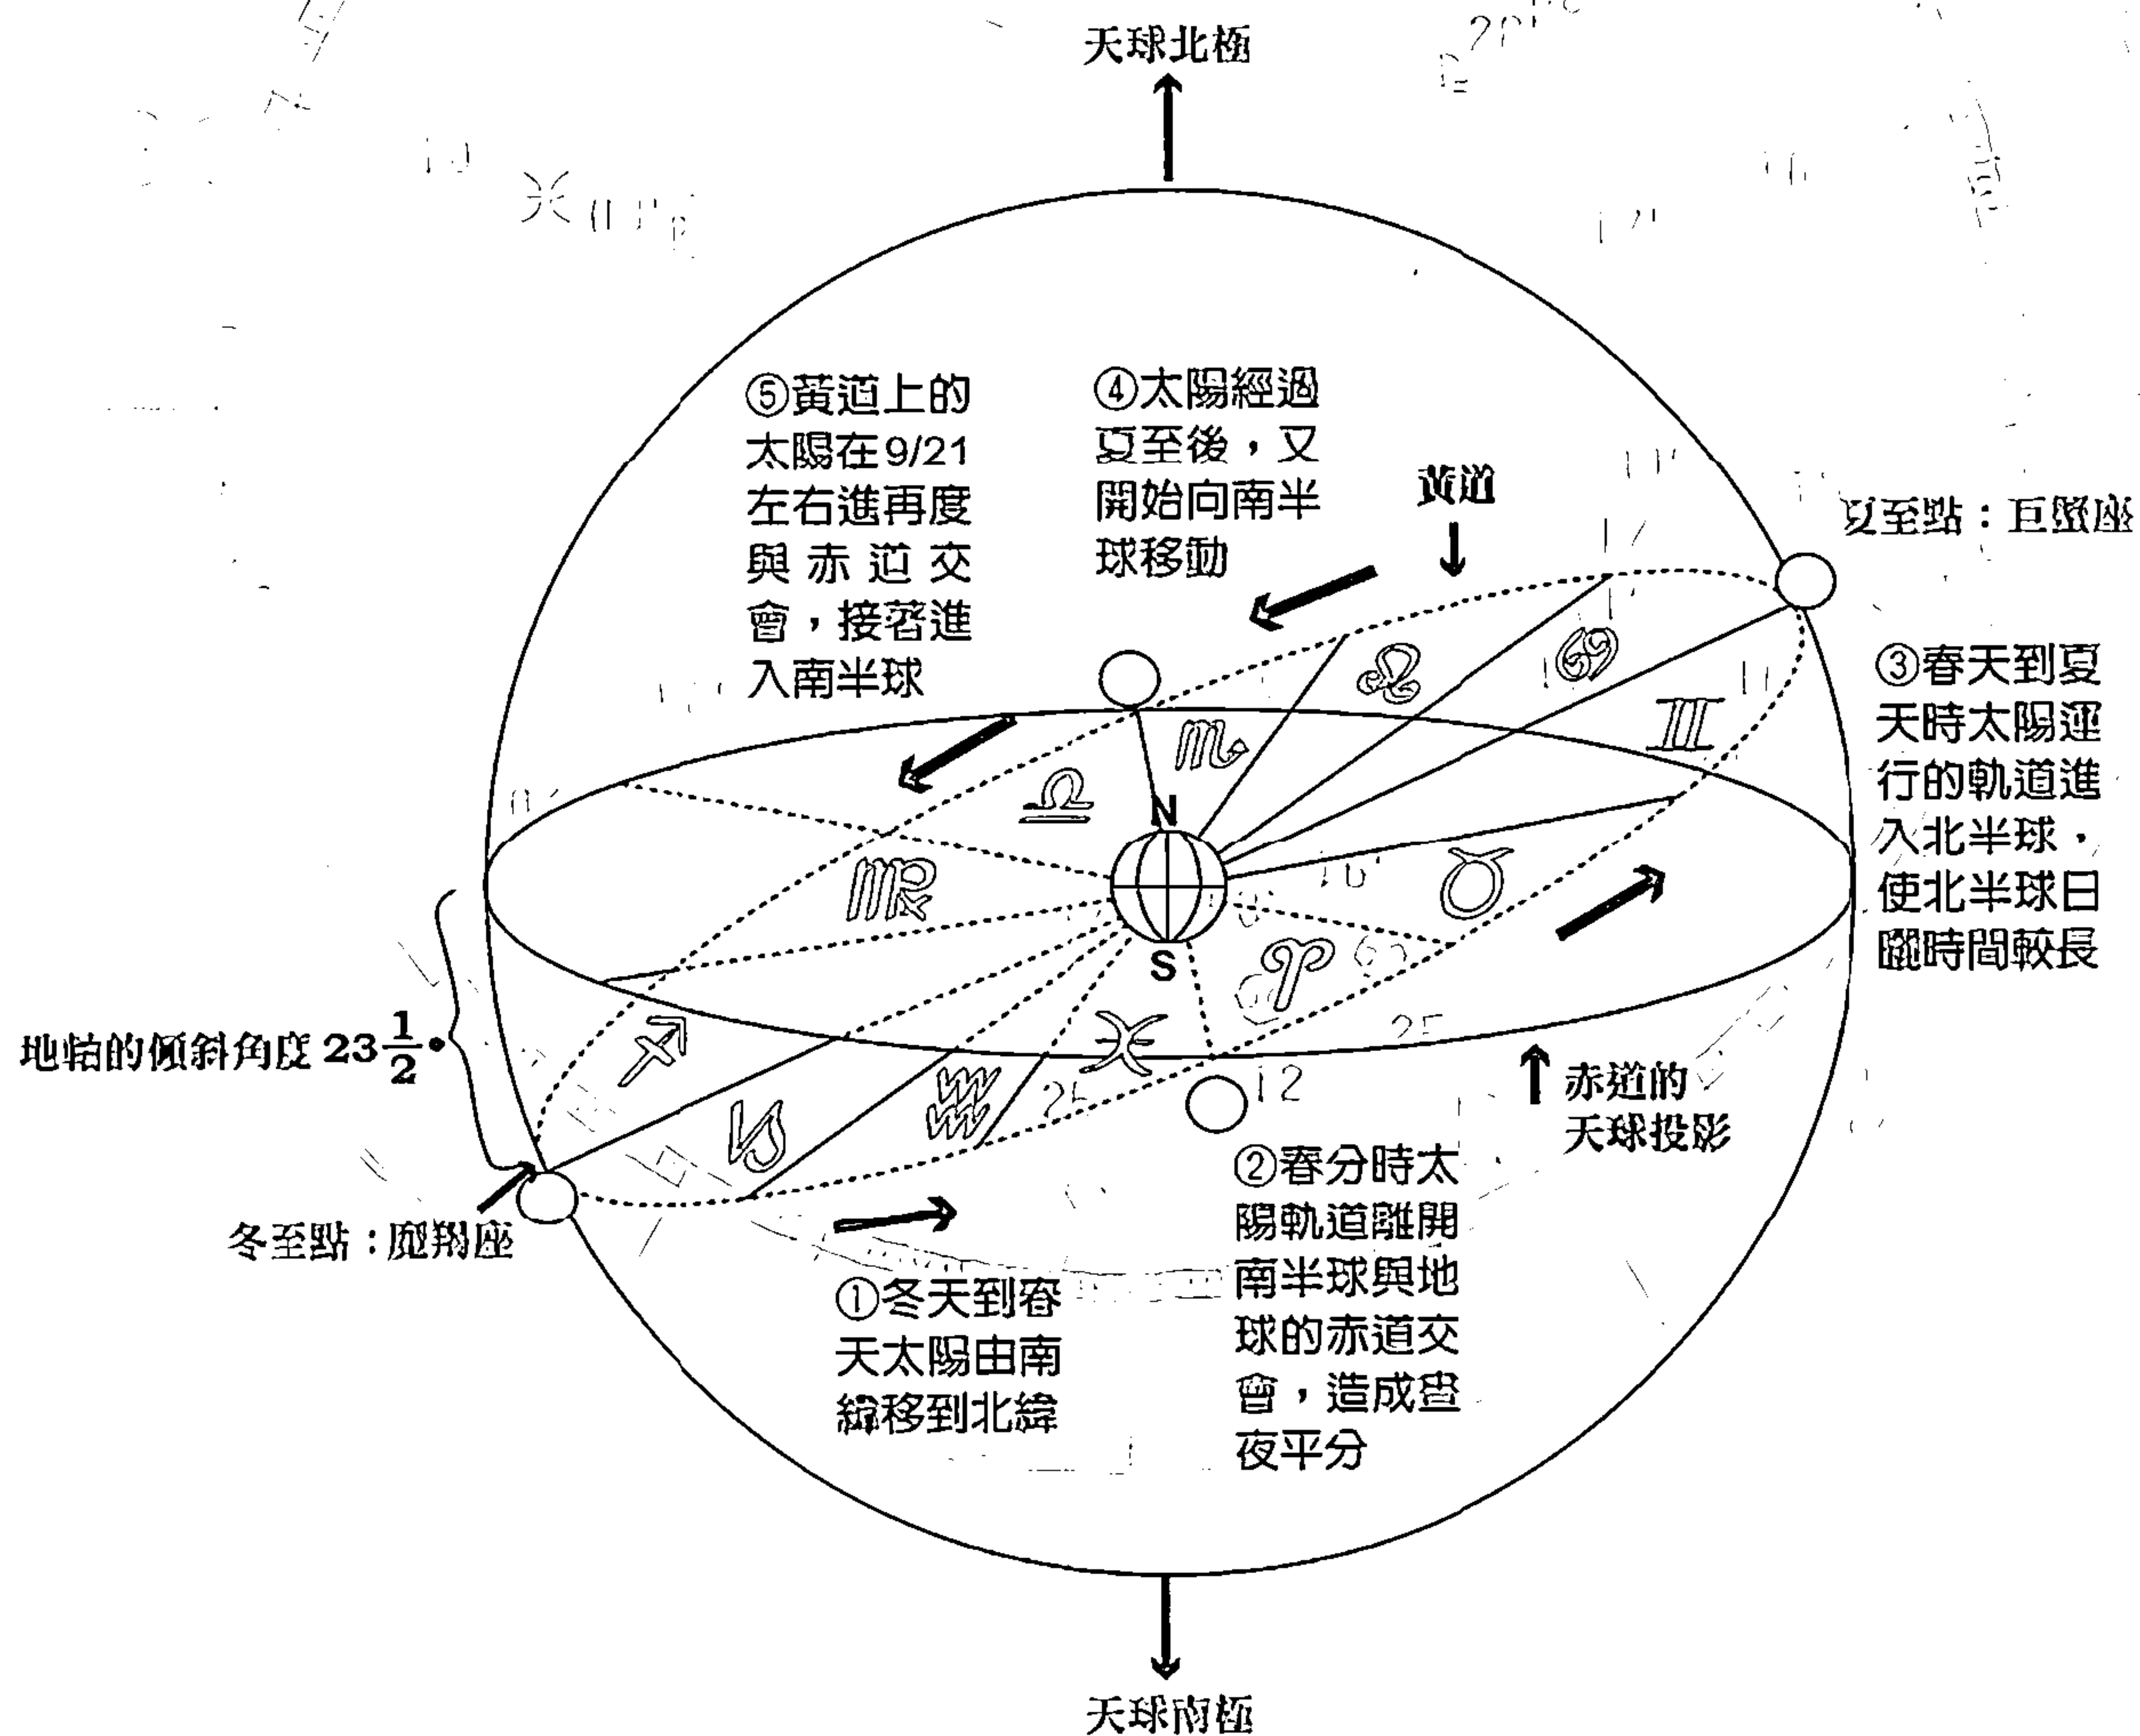 天球北極
⑤黃道上的
太陽在9/21
左右進再度
與赤道交
會，接著進
入南半球
④太陽經過
夏至後，又
開始向南半
球移動
黃道
夏至點：巨蟹座
③春天到夏
天時太陽運
行的軌道進
入北半球，
使北半球日
曬時間較長
N
S
地軸的傾斜角度 23 1/2°
赤道的
天球投影
冬至點：魔羯座
①冬天到春
天太陽由南
緯移到北緯
②春分時太
陽軌道離開
南半球與地
球的赤道交
會，造成晝
夜平分
天球南極